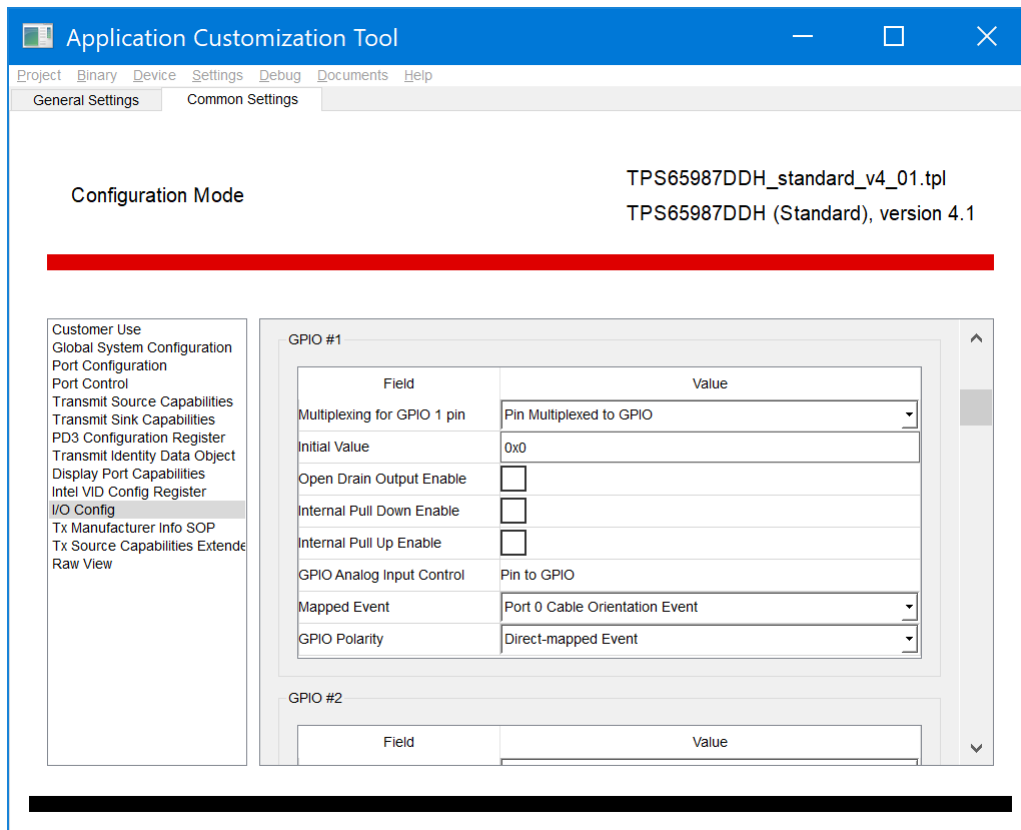 Application Customization Tool
Project Binary Device Settings Debug Documents Help
General Settings Common Settings
Configuration Mode
TPS65987DDH_standard_v4_01.tpl
TPS65987DDH (Standard), version 4.1
Customer Use
Global System Configuration
Port Configuration
Port Control
Transmit Source Capabilities
Transmit Sink Capabilities
PD3 Configuration Register
Transmit Identity Data Object
Display Port Capabilities
Intel VID Config Register
I/O Config
Tx Manufacturer Info SOP
Tx Source Capabilities Extende
Raw View
GPIO #1
Field Value
Multiplexing for GPIO 1 pin Pin Multiplexed to GPIO
Initial Value 0x0
Open Drain Output Enable
Internal Pull Down Enable
Internal Pull Up Enable
GPIO Analog Input Control Pin to GPIO
Mapped Event Port 0 Cable Orientation Event
GPIO Polarity Direct-mapped Event
GPIO #2
Field Value